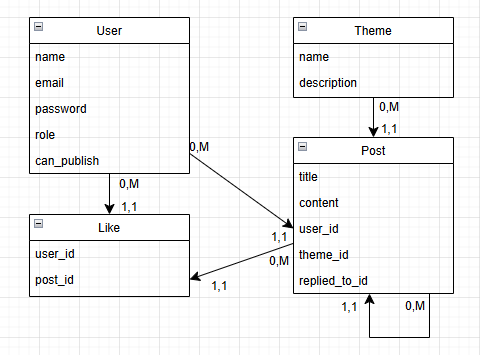 User
name
email
password
role
can_publish
0,M
1,1
Like
user_id
post_id
Theme
name
description
0,M
1,1
Post
title
content
user_id
theme_id
replied_to_id
0,M
1,1
0,M
1,1
1,1
0,M